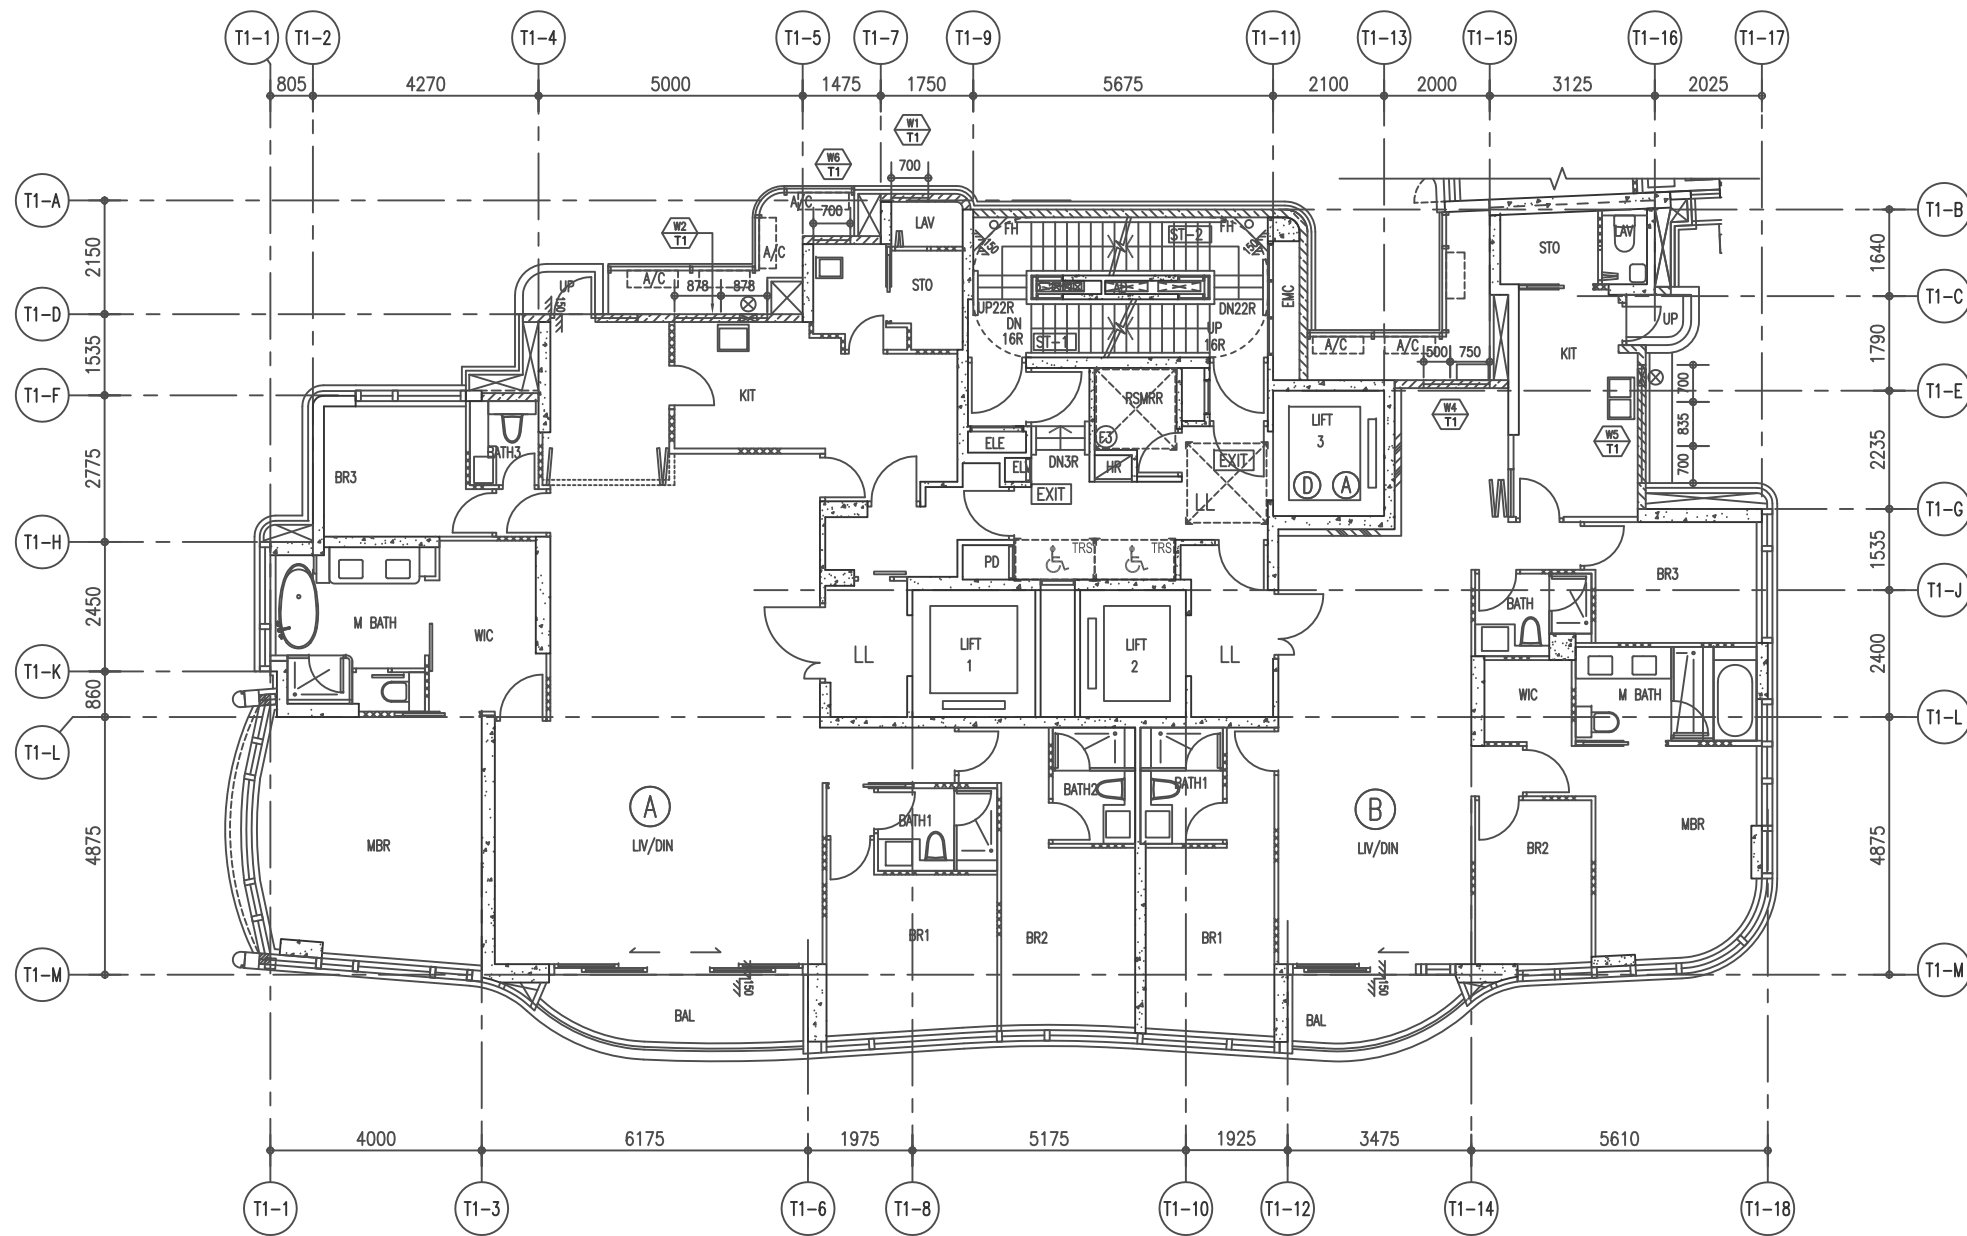 T1-1 T1-2 T1-4 T1-5 T1-7 T1-9 T1-11 T1-13 T1-15 T1-16 T1-17
805 4270 5000 1475 1750 5675 2100 2000 3125 2025
W1
T1
W6
T1
700
T1-A
T1-B
A/C
700
LAV
FH
ST-2
FH
LAV
W2
T1
150
150
STO
2150
1640
A/C
A/C
UP
878
878
STO
EMC
T1-C
150
UP22R
DN22R
T1-D
DN
16R
UP
16R
UP
ST-1
A/C
A/C
500
750
KIT
1535
1790
700
T1-F
KIT
RSMRR
T1-E
W4
T1
LIFT
3
835
W5
T1
ELE
F3
BATH3
DN3R
HR
EXIT
2775
2235
BR3
700
EXIT
D
A
LL
T1-G
T1-H
TRS
TRS
PD
1535
BR3
T1-J
2450
BATH
M BATH
WIC
LIFT
1
LIFT
2
LL
LL
2400
T1-K
WIC
M BATH
860
T1-L
T1-L
BATH2
BATH1
A
B
BATH1
MBR
4875
4875
LIV/DIN
LIV/DIN
BR2
MBR
BR1
BR2
BR1
T1-M
T1-M
150
150
BAL
BAL
4000 6175 1975 5175 1925 3475 5610
T1-1 T1-3 T1-6 T1-8 T1-10 T1-12 T1-14 T1-18